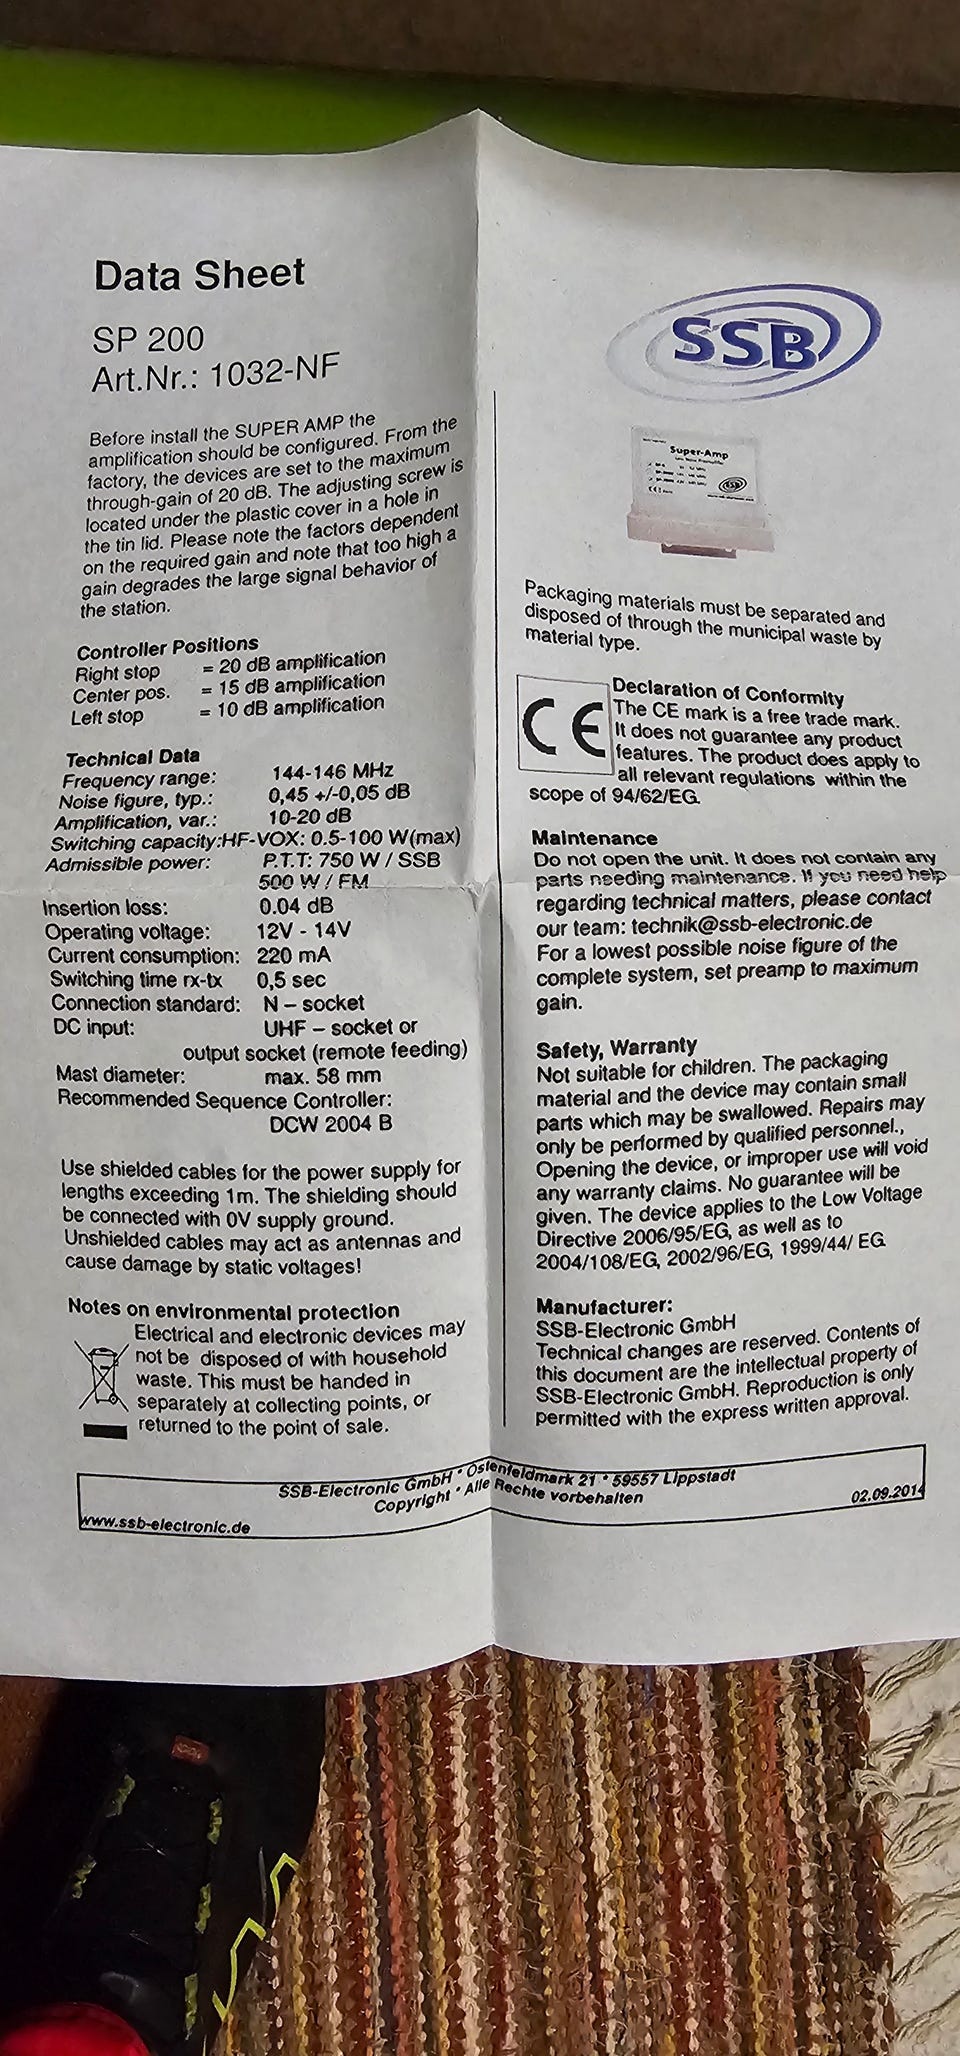 Data Sheet
SP 200
Art.Nr.: 1032-NF
Before install the SUPER AMP the
amplification should be configured. From the
factory, the devices are set to the maximum
through-gain of 20 dB. The adjusting screw is
located under the plastic cover in a hole in
the tin lid. Please note the factors dependent
on the required gain and note that too high a
gain degrades the large signal behavior of
the station.
Controller Positions
Right stop = 20 dB amplification
Center pos. = 15 dB amplification
Left stop = 10 dB amplification
Technical Data
Frequency range: 144-146 MHz
Noise figure, typ.: 0,45 +/-0,05 dB
Amplification, var.: 10-20 dB
Switching capacity:HF-VOX: 0.5-100 W(max)
Admissible power: P.T.T: 750 W / SSB
500 W / FM
Insertion loss: 0.04 dB
Operating voltage: 12V - 14V
Current consumption: 220 mA
Switching time rx-tx 0,5 sec
Connection standard: N – socket
DC input: UHF – socket or
output socket (remote feeding)
Mast diameter: max. 58 mm
Recommended Sequence Controller:
DCW 2004 B
Use shielded cables for the power supply for
lengths exceeding 1m. The shielding should
be connected with 0V supply ground.
Unshielded cables may act as antennas and
cause damage by static voltages!
Notes on environmental protection
Electrical and electronic devices may
not be disposed of with household
waste. This must be handed in
separately at collecting points, or
returned to the point of sale.
SSB
Super-Amp
SSB
Packaging materials must be separated and
disposed of through the municipal waste by
material type.
CE
Declaration of Conformity
The CE mark is a free trade mark.
It does not guarantee any product
features. The product does apply to
all relevant regulations within the
scope of 94/62/EG.
Maintenance
Do not open the unit. It does not contain any
parts needing maintenance. If you need help
regarding technical matters, please contact
our team: technik@ssb-electronic.de
For a lowest possible noise figure of the
complete system, set preamp to maximum
gain.
Safety, Warranty
Not suitable for children. The packaging
material and the device may contain small
parts which may be swallowed. Repairs may
only be performed by qualified personnel.,
Opening the device, or improper use will void
any warranty claims. No guarantee will be
given. The device applies to the Low Voltage
Directive 2006/95/EG, as well as to
2004/108/EG, 2002/96/EG, 1999/44/ EG
Manufacturer:
SSB-Electronic GmbH
Technical changes are reserved. Contents of
this document are the intellectual property of
SSB-Electronic GmbH. Reproduction is only
permitted with the express written approval.
SSB-Electronic GmbH * Ostenfeldmark 21 * 59557 Lippstadt
Copyright * Alle Rechte vorbehalten
www.ssb-electronic.de
02.09.2014